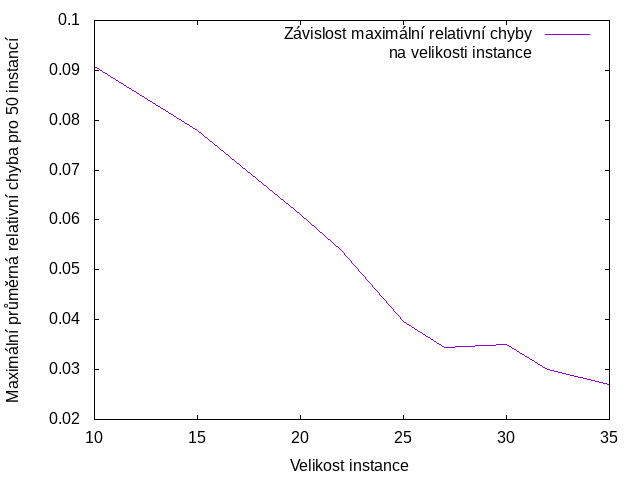 Závislost maximální relativní chyby
na velikosti instance
Maximální průměrná relativní chyba pro 50 instancí
0.1
0.09
0.08
0.07
0.06
0.05
0.04
0.03
0.02
10 15 20 25 30 35
Velikost instance